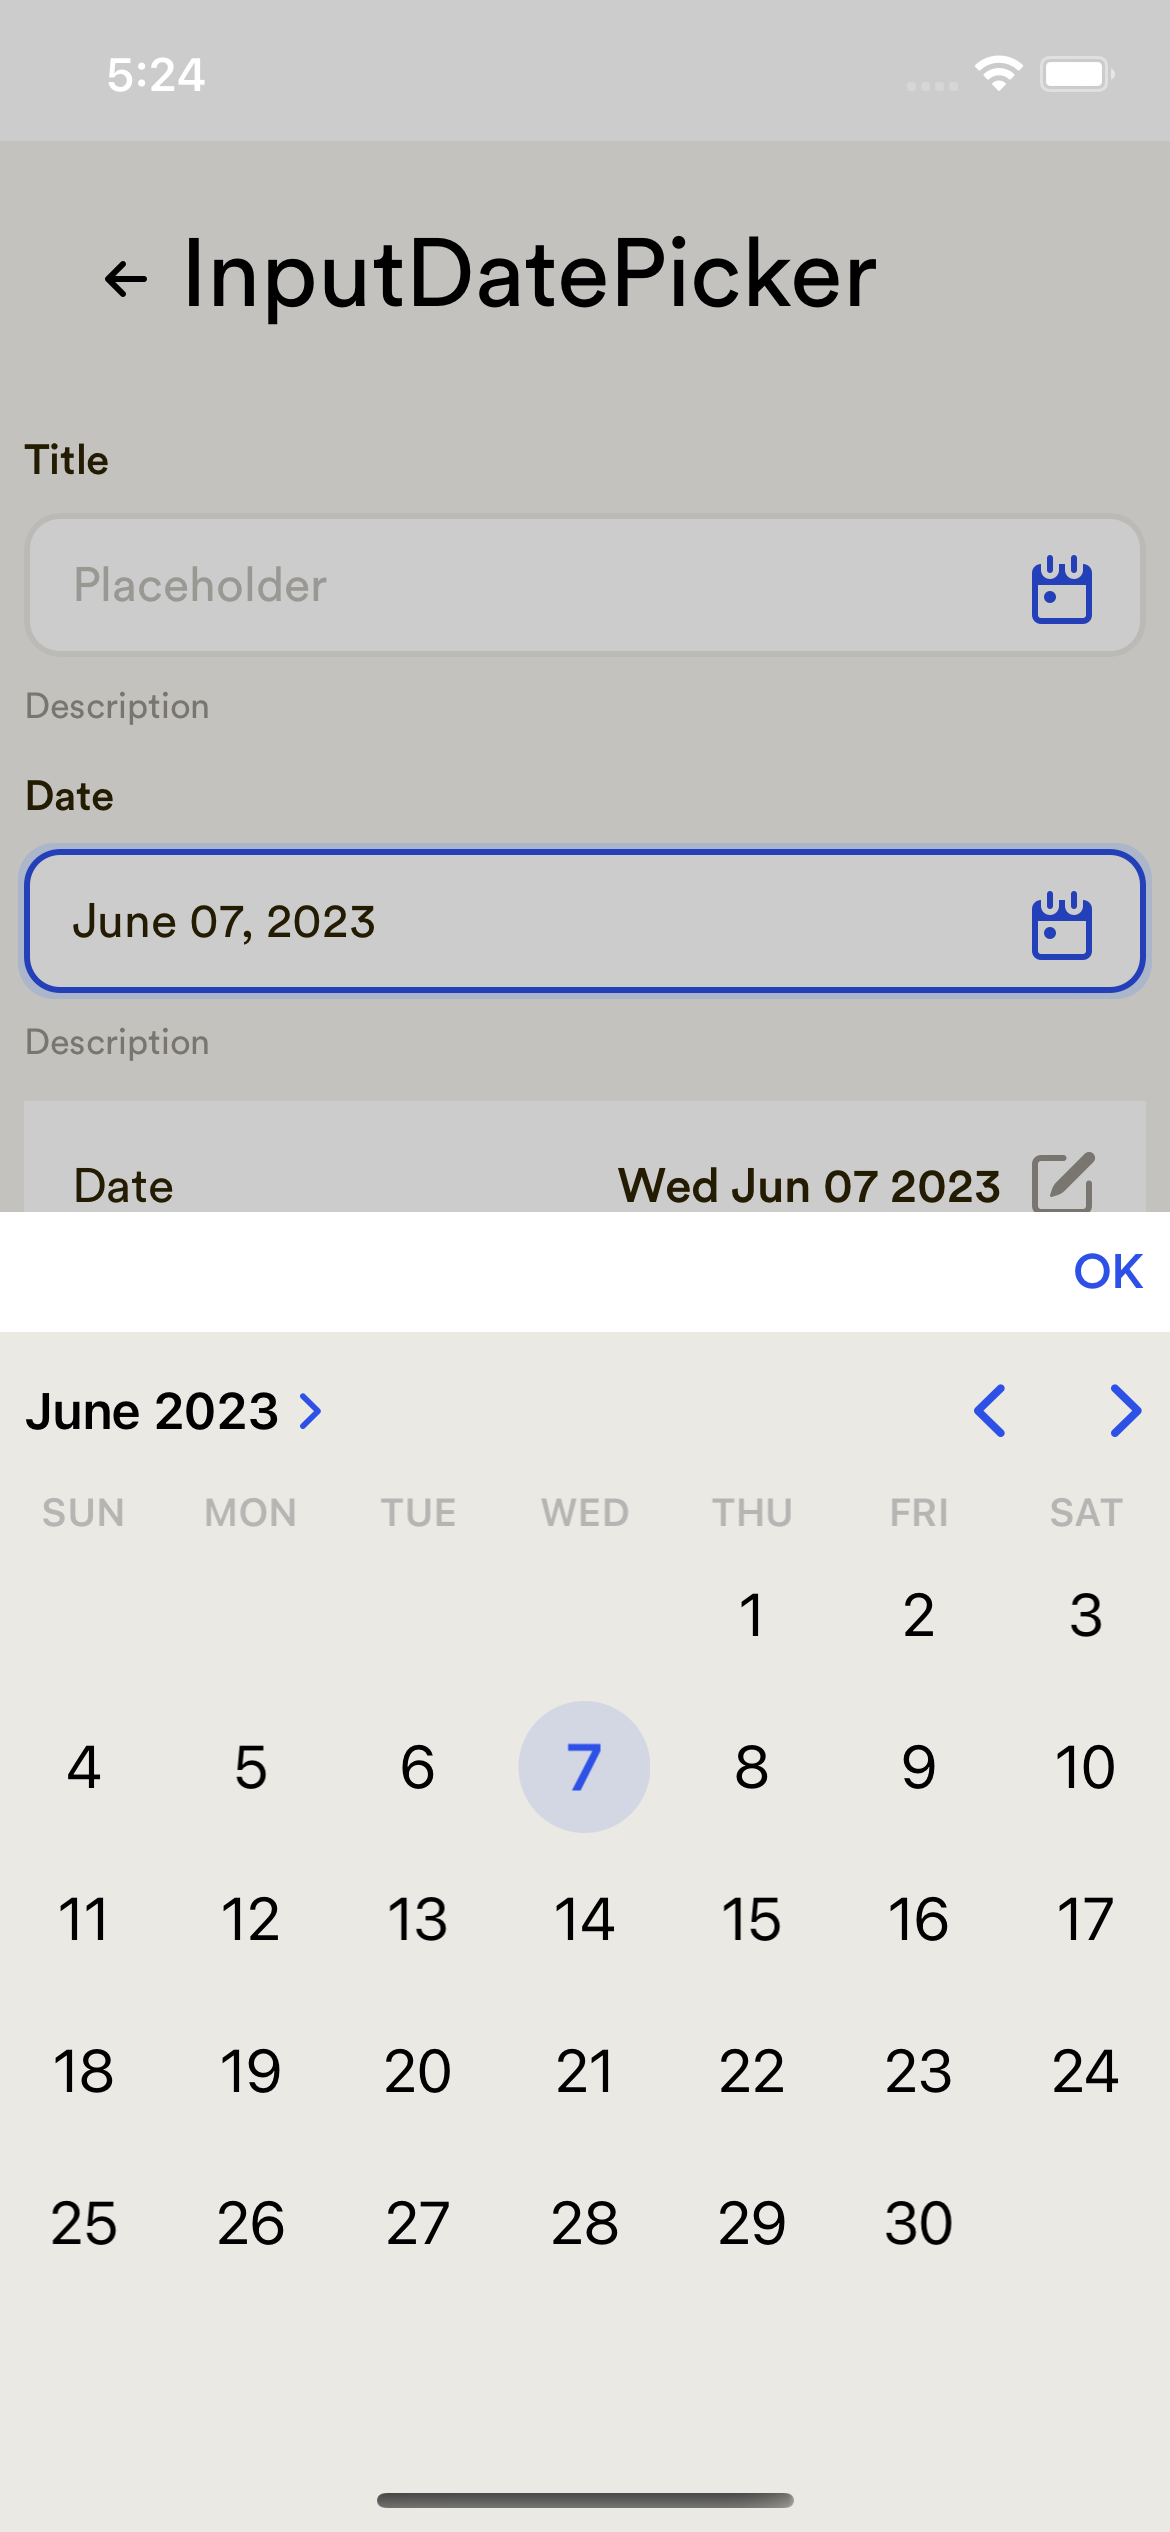 5:24
InputDatePicker
Title
Placeholder
Description
Date
June 07, 2023
Description
Date Wed Jun 07 2023
OK
June 2023
SUN MON TUE WED THU FRI SAT
1 2 3
4 5 6 7 8 9 10
11 12 13 14 15 16 17
18 19 20 21 22 23 24
25 26 27 28 29 30